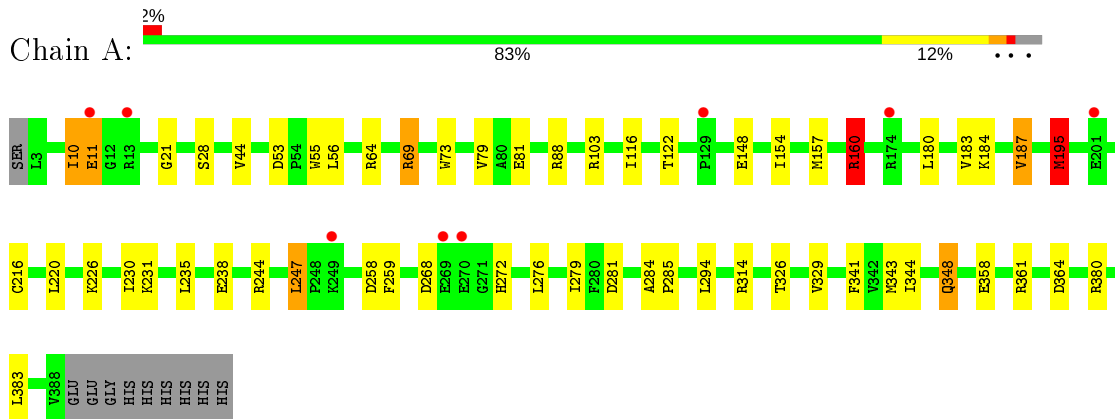 2%
Chain A:
83% 12% • • •
SER L3 I10 E11 G12 R13 G21 S28 V44 D53 P54 W55 L56 R64 R69 W73 V79 A80 E81 R88 R103 I116 T122 P129 E148 I154 M157 R160 R174 L180 V183 K184 V187 M195 E201
C216 L220 K226 I230 K231 L235 E238 R244 L247 P248 K249 D258 F259 D268 E269 E270 G271 H272 L276 I279 F280 D281 A284 P285 L294 R314 T326 V329 F341 V342 M343 I344 Q348 E358 R361 D364 R380
L383 V388 GLU GLU GLY HIS HIS HIS HIS HIS HIS